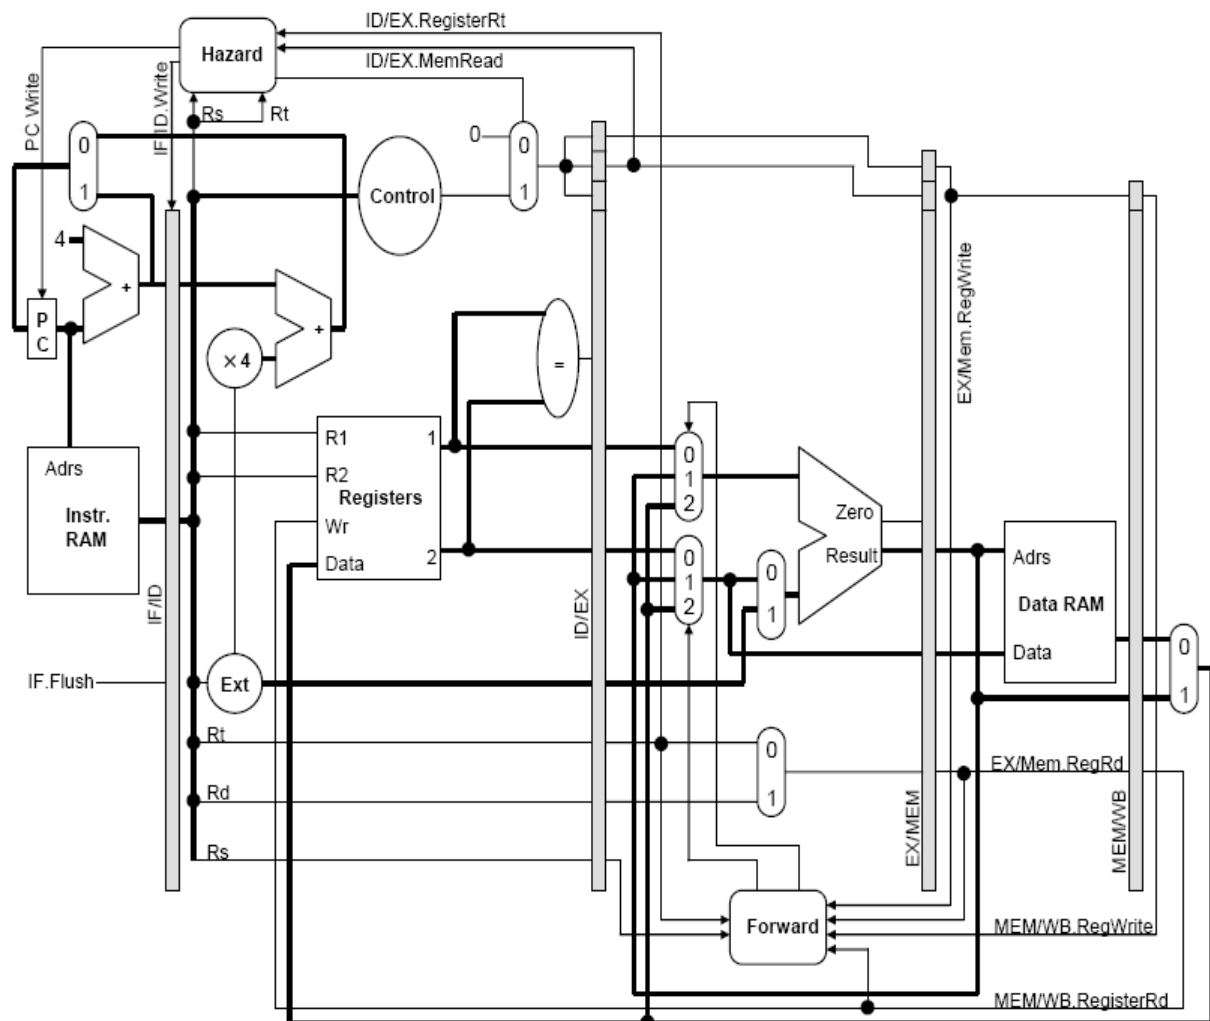 ID/EX.RegisterRt
Hazard
ID/EX.MemRead
PC Write
IF/ID.Write
Rs
Rt
0
0
1
0
1
Control
4
+
+
P
C
× 4
=
EX/Mem.RegWrite
Adrs
Instr.
RAM
R1
R2
Registers
Wr
Data
1
2
0
1
2
0
1
2
0
1
Zero
Result
Adrs
Data RAM
Data
0
1
IF/ID
ID/EX
IF.Flush
Ext
Rt
Rd
Rs
0
1
EX/Mem.RegRd
EX/MEM
MEM/WB
Forward
MEM/WB.RegWrite
MEM/WB.RegisterRd